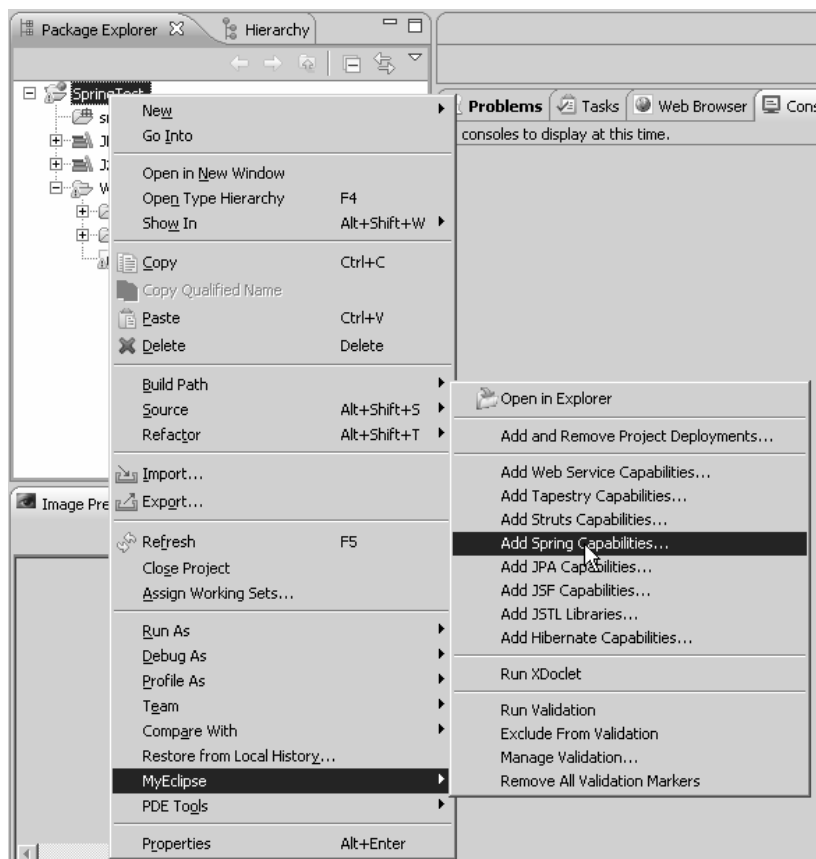 Package Explorer
Hierarchy
SpringTest
New
Go Into
Open in New Window
Open Type Hierarchy F4
Show In Alt+Shift+W
Copy Ctrl+C
Copy Qualified Name
Paste Ctrl+V
Delete Delete
Build Path
Source Alt+Shift+S
Refactor Alt+Shift+T
Import...
Export...
Refresh F5
Close Project
Assign Working Sets...
Run As
Debug As
Profile As
Team
Compare With
Restore from Local History...
MyEclipse
PDE Tools
Properties Alt+Enter
Problems
Tasks
Web Browser
Cons
consoles to display at this time.
Image Pre
Open in Explorer
Add and Remove Project Deployments...
Add Web Service Capabilities...
Add Tapestry Capabilities...
Add Struts Capabilities...
Add Spring Capabilities...
Add JPA Capabilities...
Add JSF Capabilities...
Add JSTL Libraries...
Add Hibernate Capabilities...
Run XDoclet
Run Validation
Exclude From Validation
Manage Validation...
Remove All Validation Markers